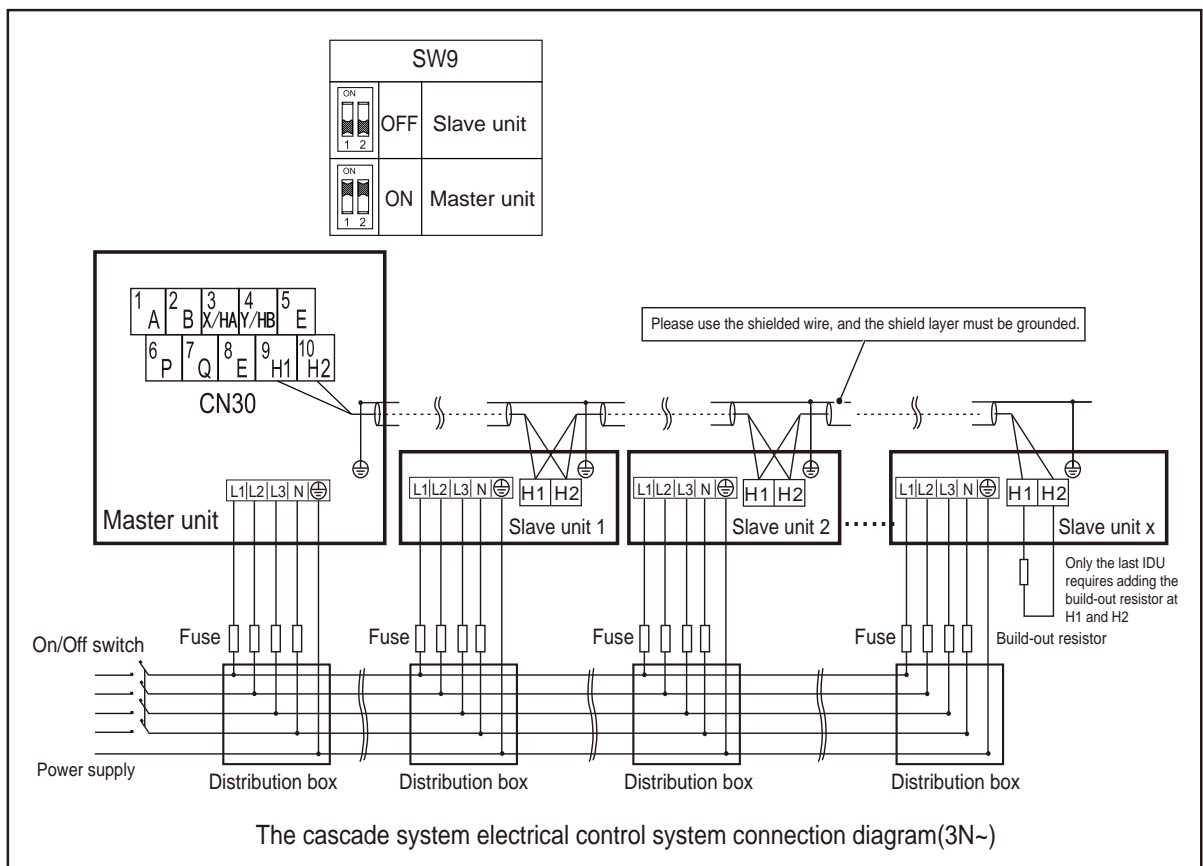 SW9
ON
1 2
OFF
Slave unit
ON
1 2
ON
Master unit
1 A
2 B
3 X/HA
4 Y/HB
5 E
6 P
7 Q
8 E
9 H1
10 H2
CN30
Please use the shielded wire, and the shield layer must be grounded.
L1 L2 L3 N
Master unit
L1 L2 L3 N
H1 H2
Slave unit 1
L1 L2 L3 N
H1 H2
Slave unit 2
L1 L2 L3 N
H1 H2
Slave unit x
Only the last IDU
requires adding the
build-out resistor at
H1 and H2
Build-out resistor
On/Off switch
Fuse
Fuse
Fuse
Fuse
Power supply
Distribution box
Distribution box
Distribution box
Distribution box
The cascade system electrical control system connection diagram(3N~)